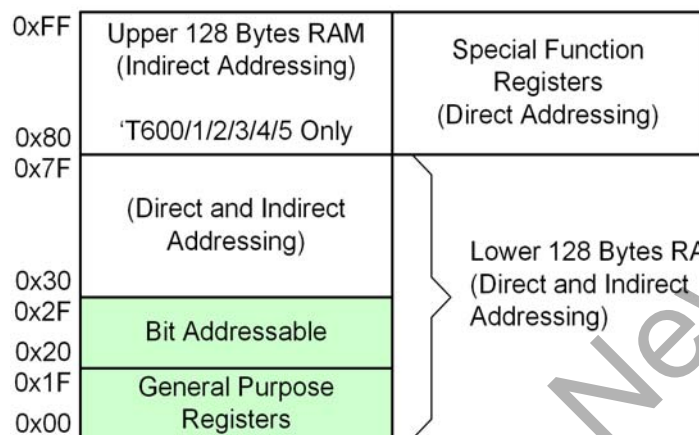 0xFF
Upper 128 Bytes RAM
(Indirect Addressing)
'T600/1/2/3/4/5 Only
Special Function
Registers
(Direct Addressing)
0x80
0x7F
(Direct and Indirect
Addressing)
0x30
0x2F
Bit Addressable
0x20
0x1F
General Purpose
Registers
0x00
Lower 128 Bytes RA
(Direct and Indirect
Addressing)
New